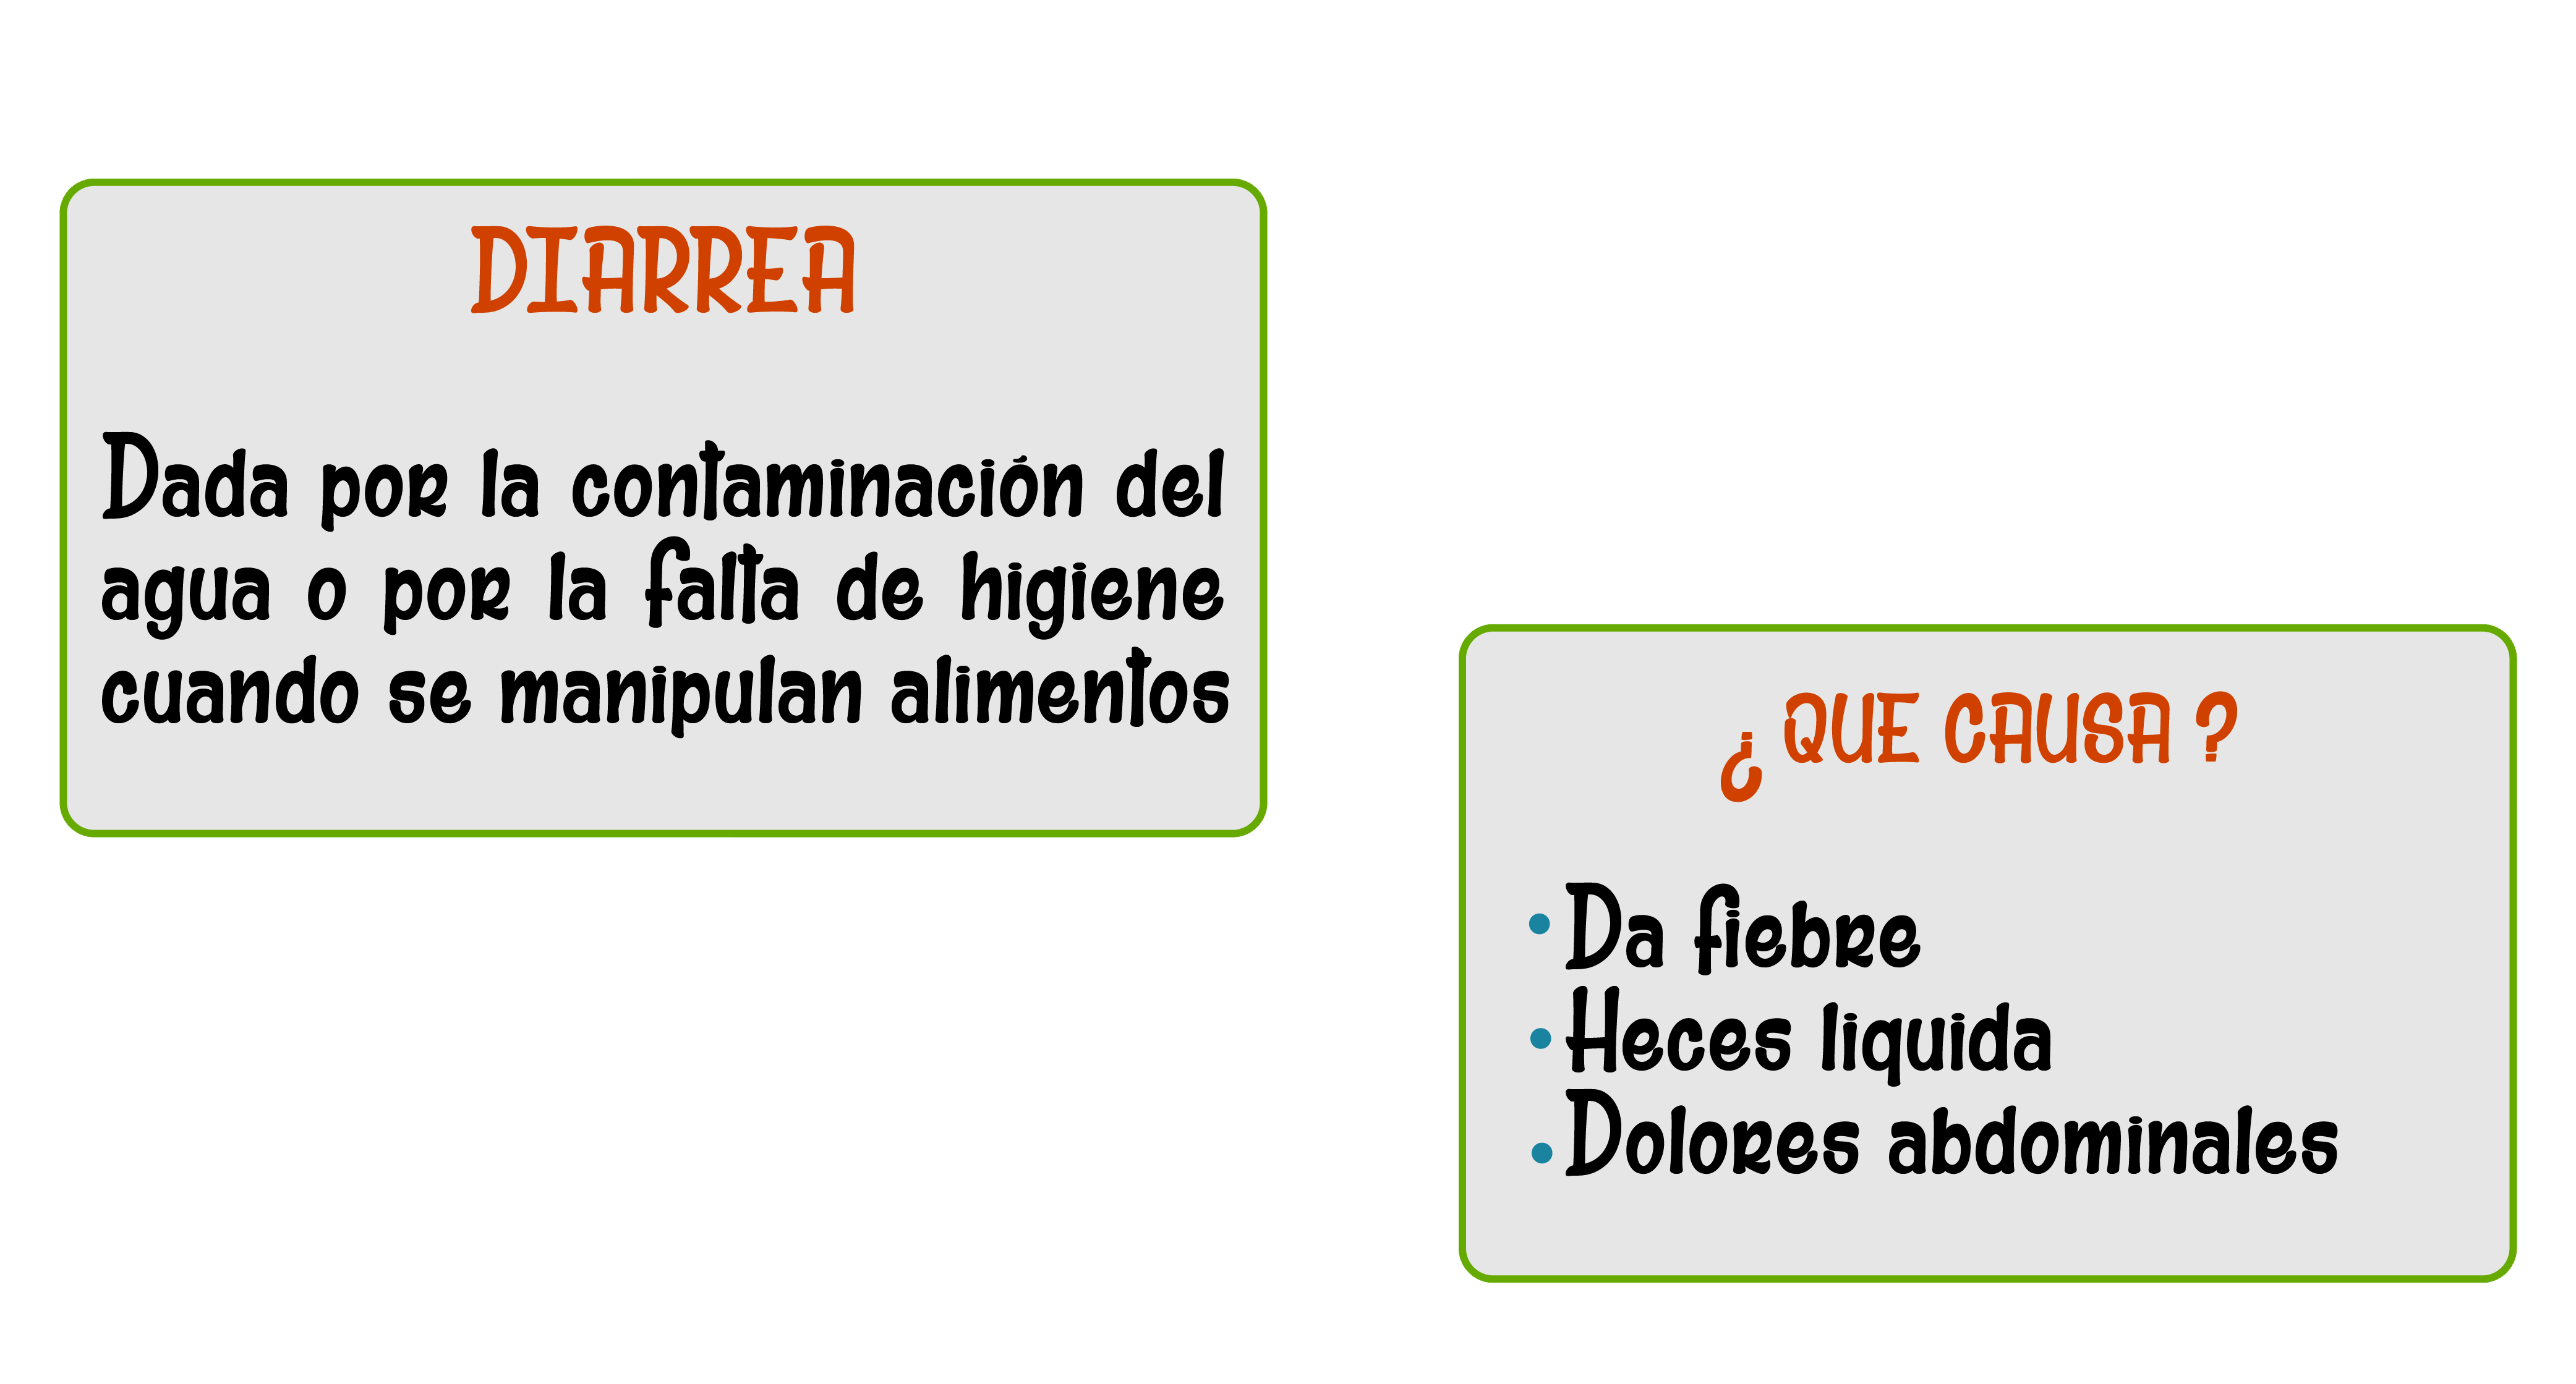 DIARREA
Dada por la contaminación del
agua o por la falta de higiene
cuando se manipulan alimentos
¿ QUE CAUSA ?
• Da fiebre
• Heces liquida
• Dolores abdominales